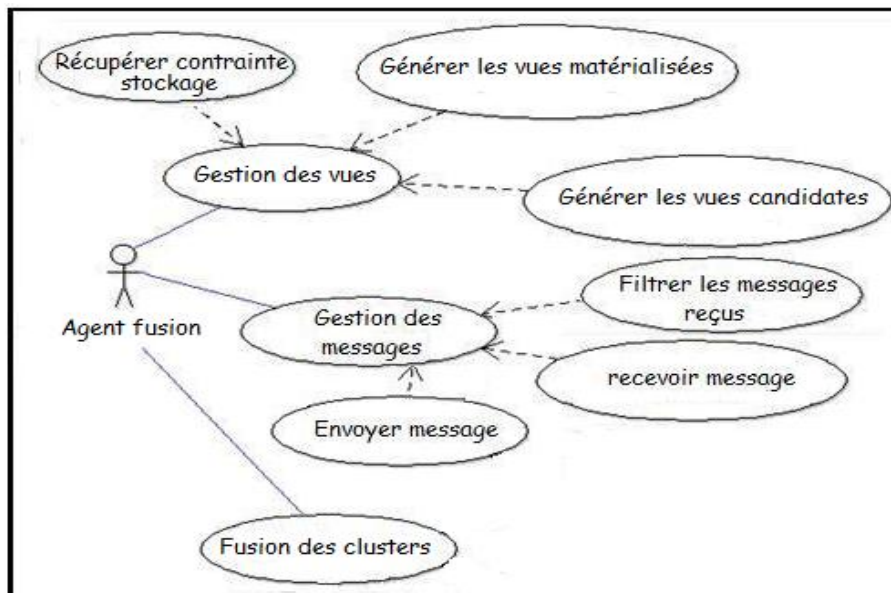 Récupérer contrainte
stockage
Générer les vues matérialisées
Gestion des vues
Générer les vues candidates
Agent fusion
Filtrer les messages
reçus
Gestion des
messages
recevoir message
Envoyer message
Fusion des clusters